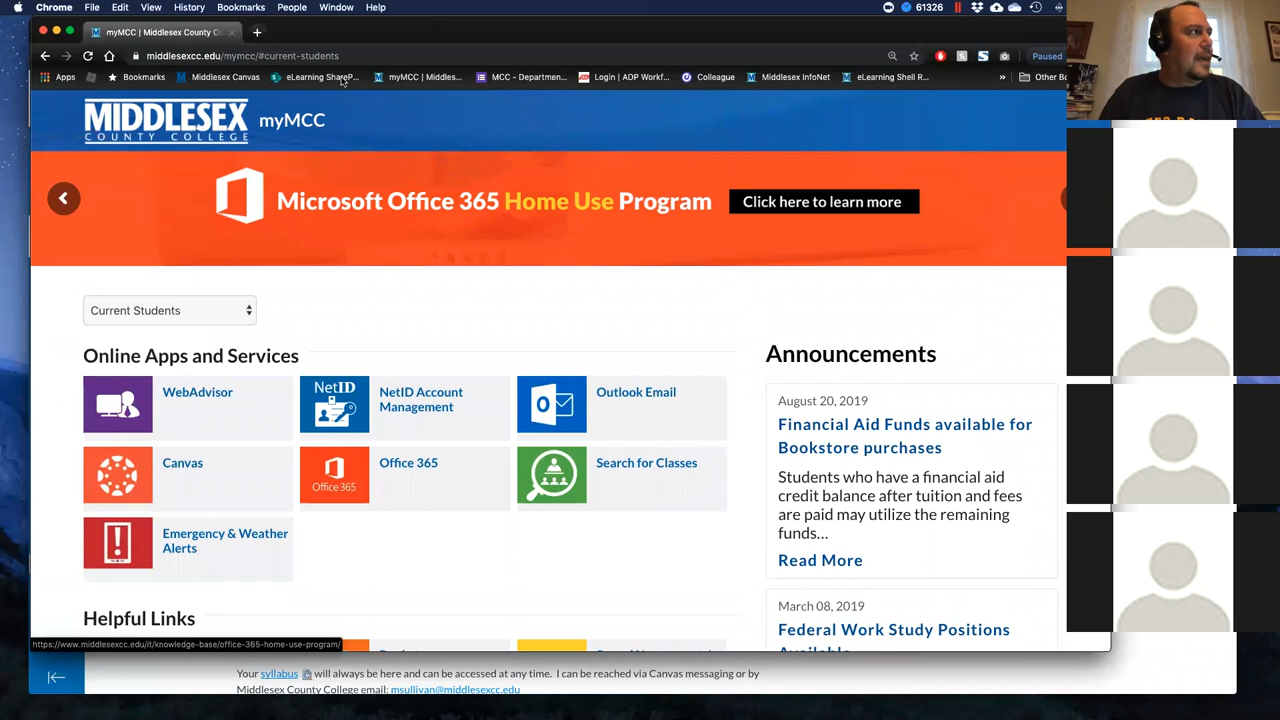 Chrome File Edit View History Bookmarks People Window Help 61326
myMCC | Middlesex County Co
middlesexcc.edu/mymcc/#current-students Paused
Apps Bookmarks Middlesex Canvas eLearning ShareP... myMCC | Middles... MCC - Departmen... Login | ADP Workf... Colleague Middlesex InfoNet eLearning Shell R... » Other Bo
MIDDLESEX
COUNTY COLLEGE
myMCC
Microsoft Office 365 Home Use Program Click here to learn more
Current Students
Online Apps and Services
WebAdvisor
NetID
NetID Account
Management
Outlook Email
Canvas
Office 365
Office 365
Search for Classes
Emergency & Weather
Alerts
Helpful Links
Announcements
August 20, 2019
Financial Aid Funds available for
Bookstore purchases
Students who have a financial aid
credit balance after tuition and fees
are paid may utilize the remaining
funds...
Read More
March 08, 2019
Federal Work Study Positions
Available
https://www.middlesexcc.edu/it/knowledge-base/office-365-home-use-program/
Your syllabus will always be here and can be accessed at any time. I can be reached via Canvas messaging or by
Middlesex County College email: msullivan@middlesexcc.edu